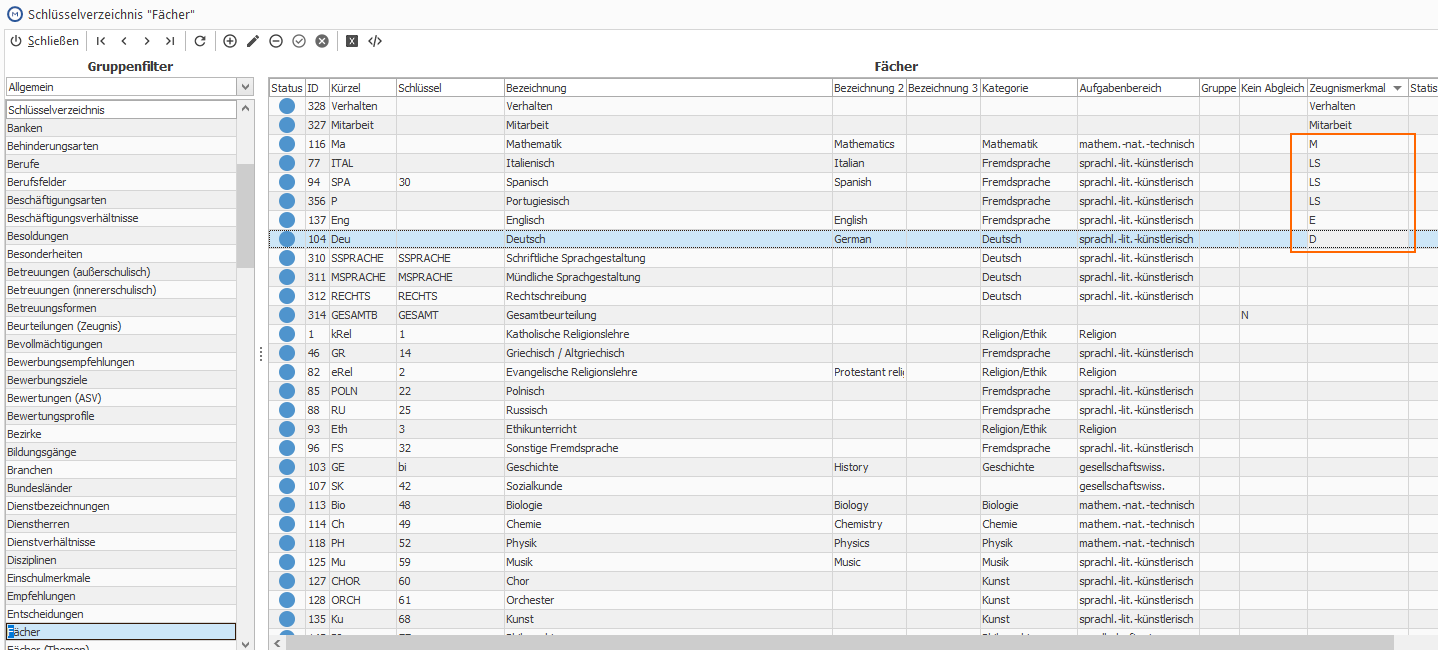 Schlüsselverzeichnis "Fächer"
Schließen
Gruppenfilter
Allgemein
Schlüsselverzeichnis
Banken
Behinderungsarten
Berufe
Berufsfelder
Beschäftigungsarten
Beschäftigungsverhältnisse
Besoldungen
Besonderheiten
Betreuungen (außerschulisch)
Betreuungen (innererschulisch)
Betreuungsformen
Beurteilungen (Zeugnis)
Bevollmächtigungen
Bewerbungsempfehlungen
Bewerbungsziele
Bewertungen (ASV)
Bewertungsprofile
Bezirke
Bildungsgänge
Branchen
Bundesländer
Dienstbezeichnungen
Dienstherren
Dienstverhältnisse
Disziplinen
Einschulmerkmale
Empfehlungen
Entscheidungen
Fächer
Fächer (Themen)
Fächer
Status ID Kürzel Schlüssel Bezeichnung Bezeichnung 2 Bezeichnung 3 Kategorie Aufgabenbereich Gruppe Kein Abgleich Zeugnismerkmal Statis
328 Verhalten Verhalten Verhalten
327 Mitarbeit Mitarbeit Mitarbeit
116 Ma Mathematik Mathematics Mathematik mathem.-nat.-technisch M
77 ITAL Italienisch Italian Fremdsprache sprachl.-lit.-künstlerisch LS
94 SPA 30 Spanisch Spanish Fremdsprache sprachl.-lit.-künstlerisch LS
356 P Portugiesisch Fremdsprache sprachl.-lit.-künstlerisch LS
137 Eng Englisch English Fremdsprache sprachl.-lit.-künstlerisch E
104 Deu Deutsch German Deutsch sprachl.-lit.-künstlerisch D
310 SSPRACHE SSPRACHE Schriftliche Sprachgestaltung Deutsch sprachl.-lit.-künstlerisch
311 MSPRACHE MSPRACHE Mündliche Sprachgestaltung Deutsch sprachl.-lit.-künstlerisch
312 RECHTS RECHTS Rechtschreibung Deutsch sprachl.-lit.-künstlerisch
314 GESAMTB GESAMT Gesamtbeurteilung N
1 kRel 1 Katholische Religionslehre Religion/Ethik Religion
46 GR 14 Griechisch / Altgriechisch Fremdsprache sprachl.-lit.-künstlerisch
82 eRel 2 Evangelische Religionslehre Protestant reli Religion/Ethik Religion
85 POLN 22 Polnisch Fremdsprache sprachl.-lit.-künstlerisch
88 RU 25 Russisch Fremdsprache sprachl.-lit.-künstlerisch
93 Eth 3 Ethikunterricht Religion/Ethik Religion
96 FS 32 Sonstige Fremdsprache Fremdsprache sprachl.-lit.-künstlerisch
103 GE bi Geschichte History Geschichte gesellschaftswiss.
107 SK 42 Sozialkunde gesellschaftswiss.
113 Bio 48 Biologie Biology Biologie mathem.-nat.-technisch
114 Ch 49 Chemie Chemistry Chemie mathem.-nat.-technisch
118 PH 52 Physik Physics Physik mathem.-nat.-technisch
125 Mu 59 Musik Music Musik sprachl.-lit.-künstlerisch
127 CHOR 60 Chor Kunst sprachl.-lit.-künstlerisch
128 ORCH 61 Orchester Kunst sprachl.-lit.-künstlerisch
135 Ku 68 Kunst Kunst sprachl.-lit.-künstlerisch